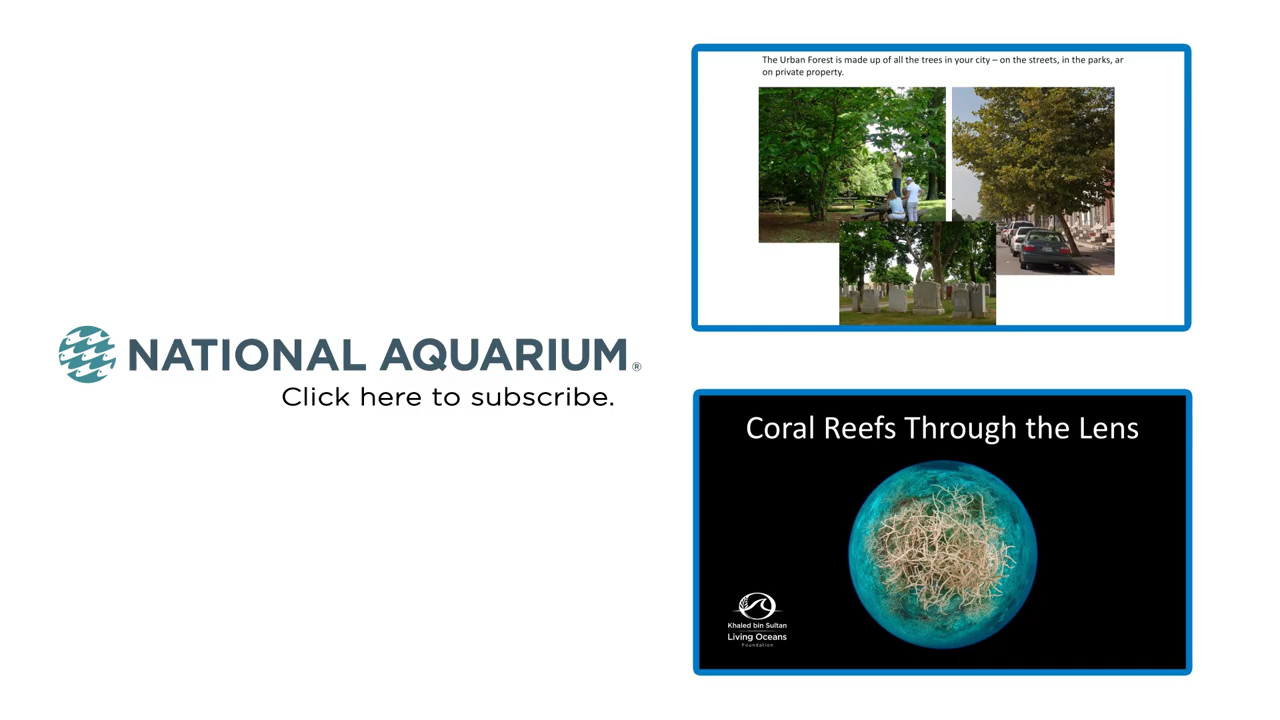 NATIONAL AQUARIUM®
Click here to subscribe.
The Urban Forest is made up of all the trees in your city – on the streets, in the parks, ar
on private property.
Coral Reefs Through the Lens
Khaled bin Sultan
Living Oceans
Foundation